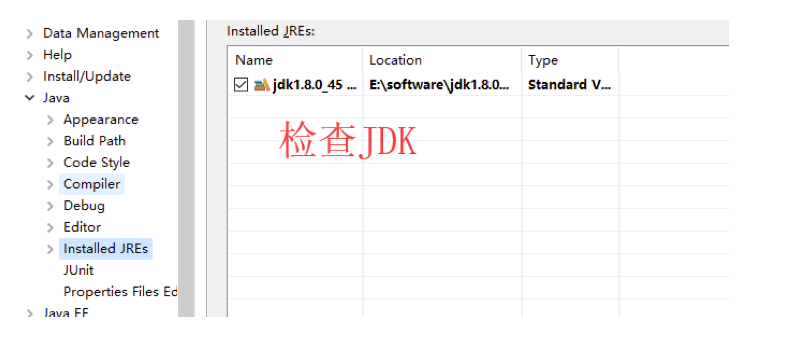 Data Management
Help
Install/Update
Java
Appearance
Build Path
Code Style
Compiler
Debug
Editor
Installed JREs
JUnit
Properties Files Ed
Java EE
Installed JREs:
Name Location Type
jdk1.8.0_45 ... E:\software\jdk1.8.0... Standard V...
检查JDK